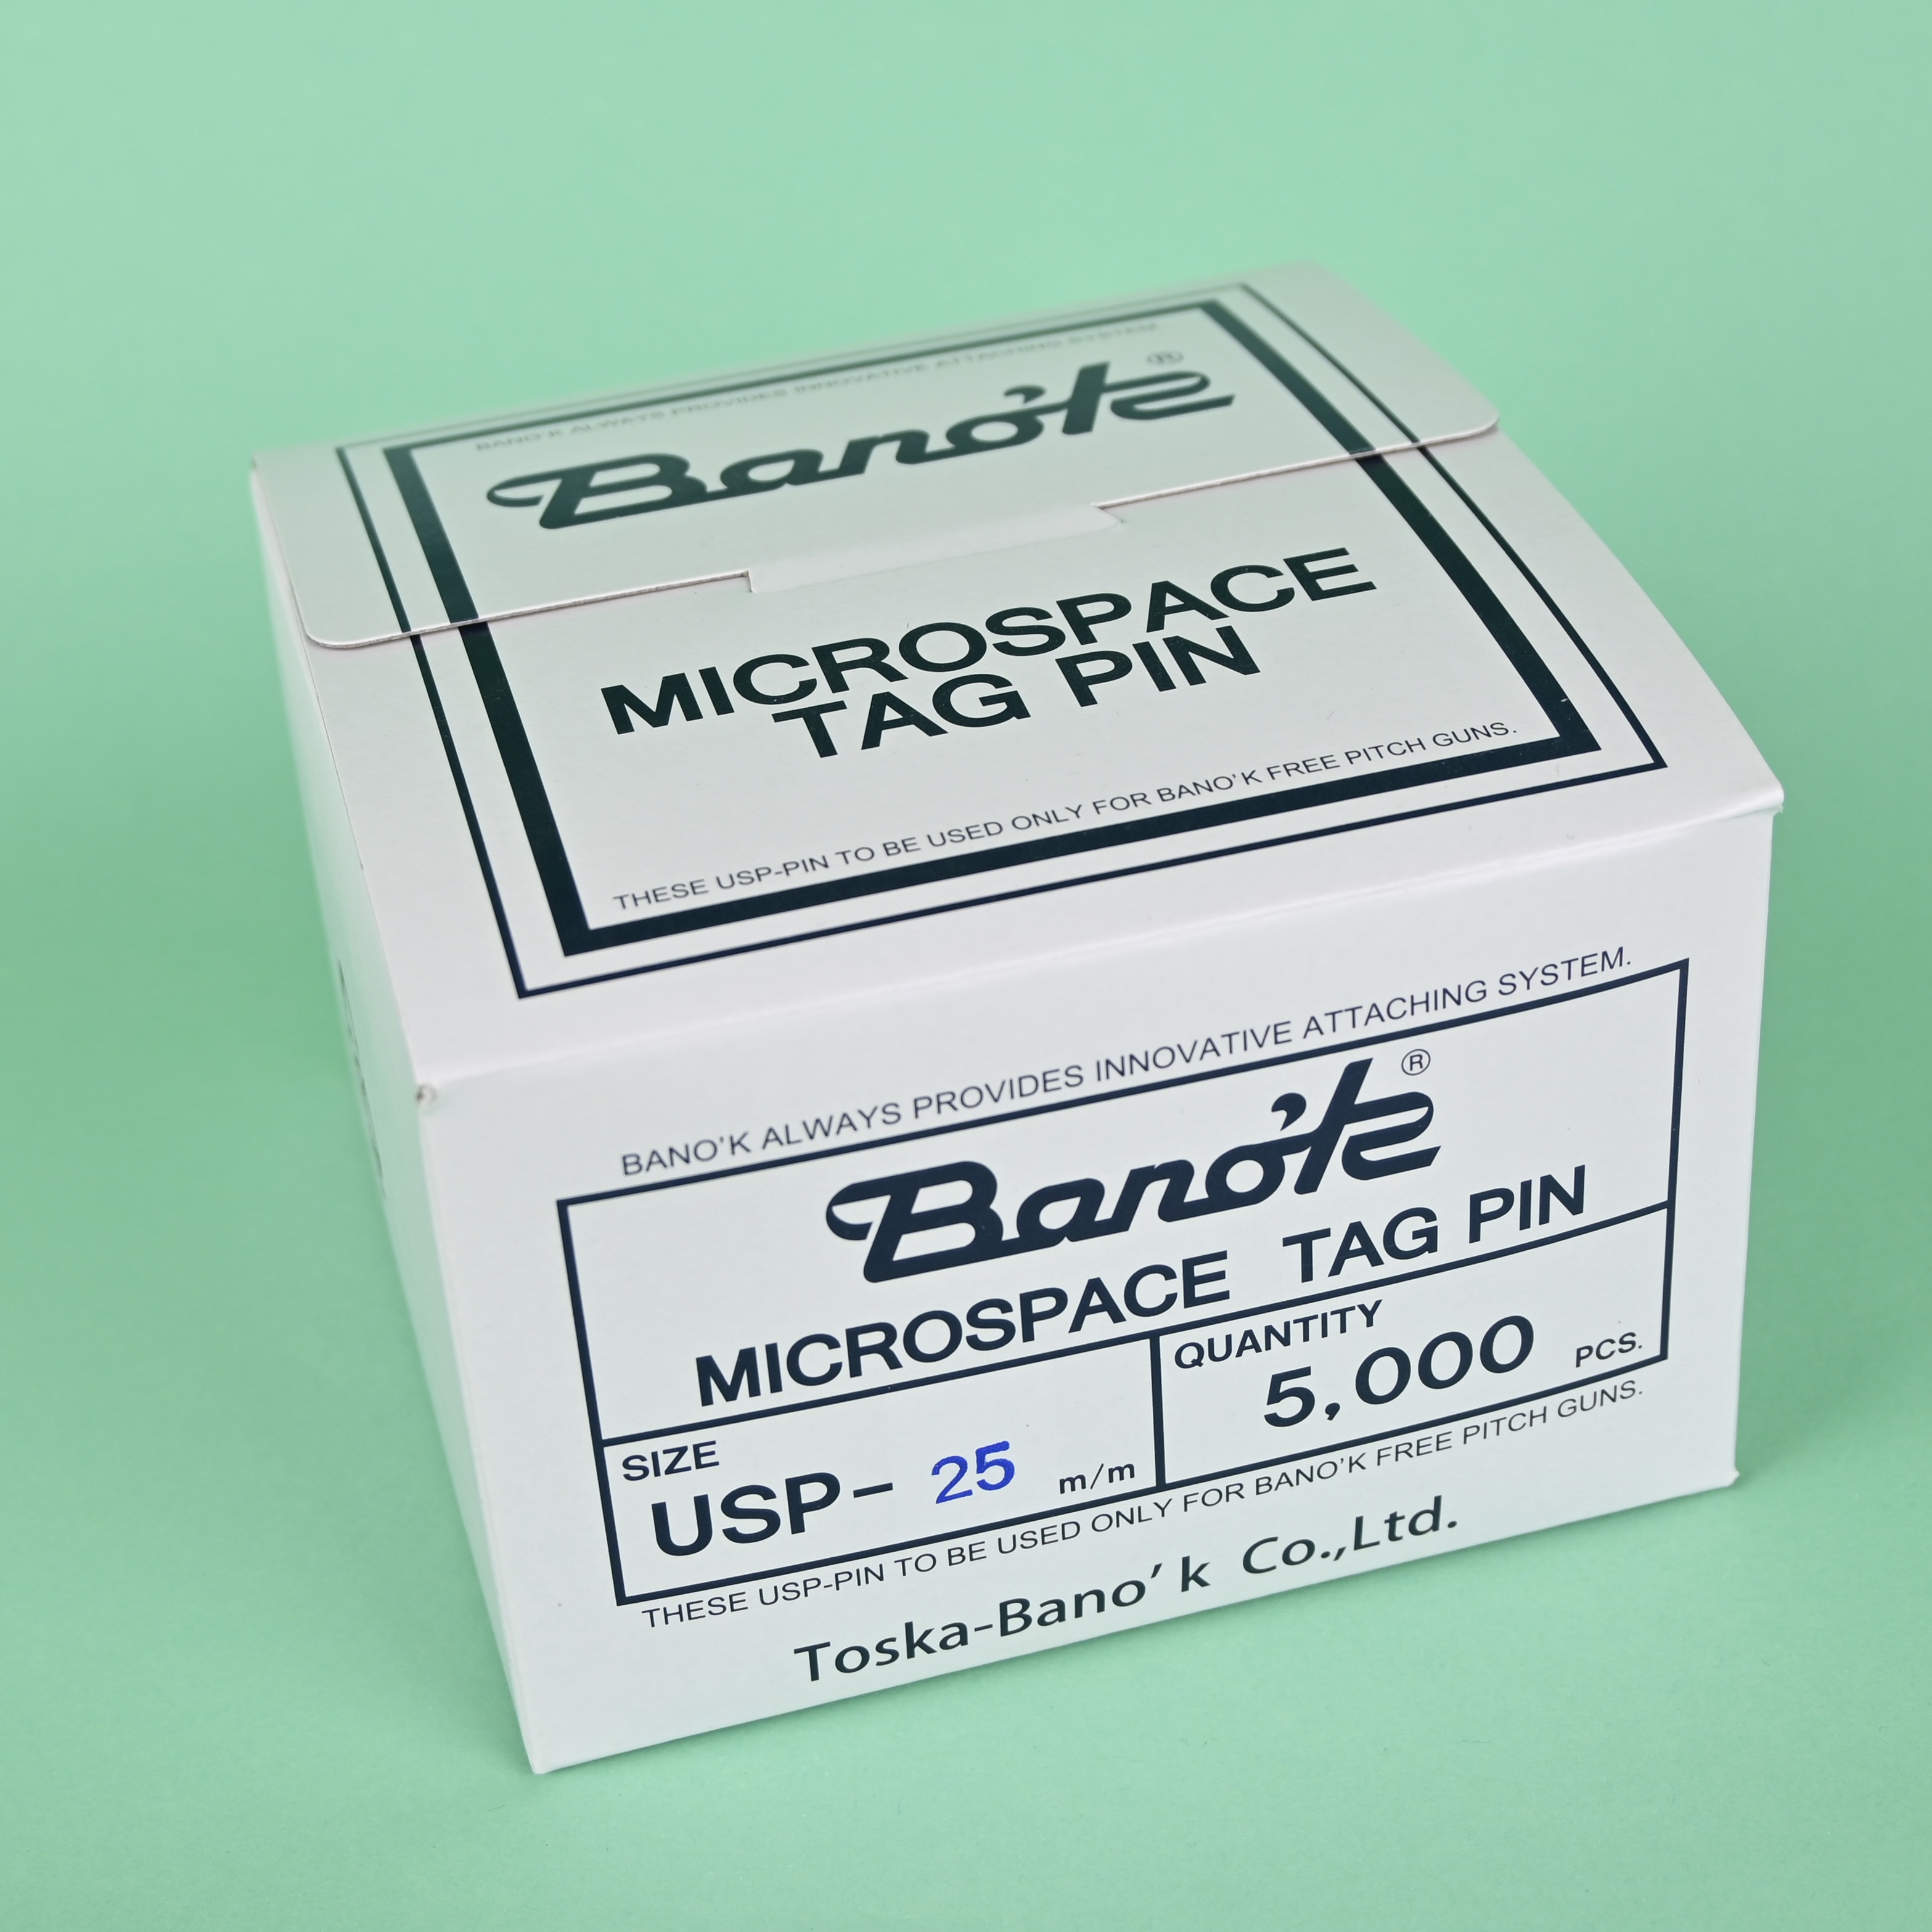 BANO'K ALWAYS PROVIDES INNOVATIVE ATTACHING SYSTEM.
Bano'k ®
MICROSPACE
TAG PIN
THESE USP-PIN TO BE USED ONLY FOR BANO'K FREE PITCH GUNS.
BANO'K ALWAYS PROVIDES INNOVATIVE ATTACHING SYSTEM.
Bano'k ®
MICROSPACE TAG PIN
SIZE
USP- 25 m/m
QUANTITY
5,000 PCS.
THESE USP-PIN TO BE USED ONLY FOR BANO'K FREE PITCH GUNS.
Toska-Bano'k Co.,Ltd.